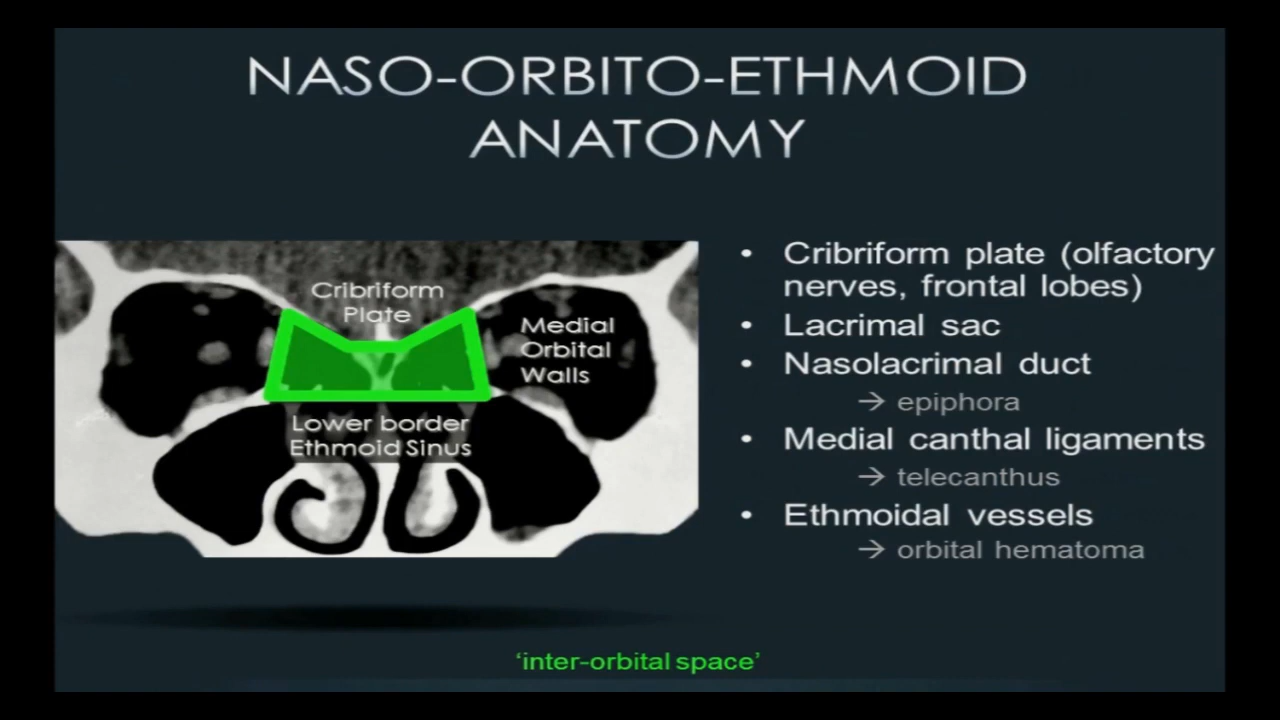 NASO-ORBITO-ETHMOID
ANATOMY
Cribriform
Plate
Medial
Orbital
Walls
Lower border
Ethmoid Sinus
• Cribriform plate (olfactory
nerves, frontal lobes)
• Lacrimal sac
• Nasolacrimal duct
→ epiphora
• Medial canthal ligaments
→ telecanthus
• Ethmoidal vessels
→ orbital hematoma
‘inter-orbital space’